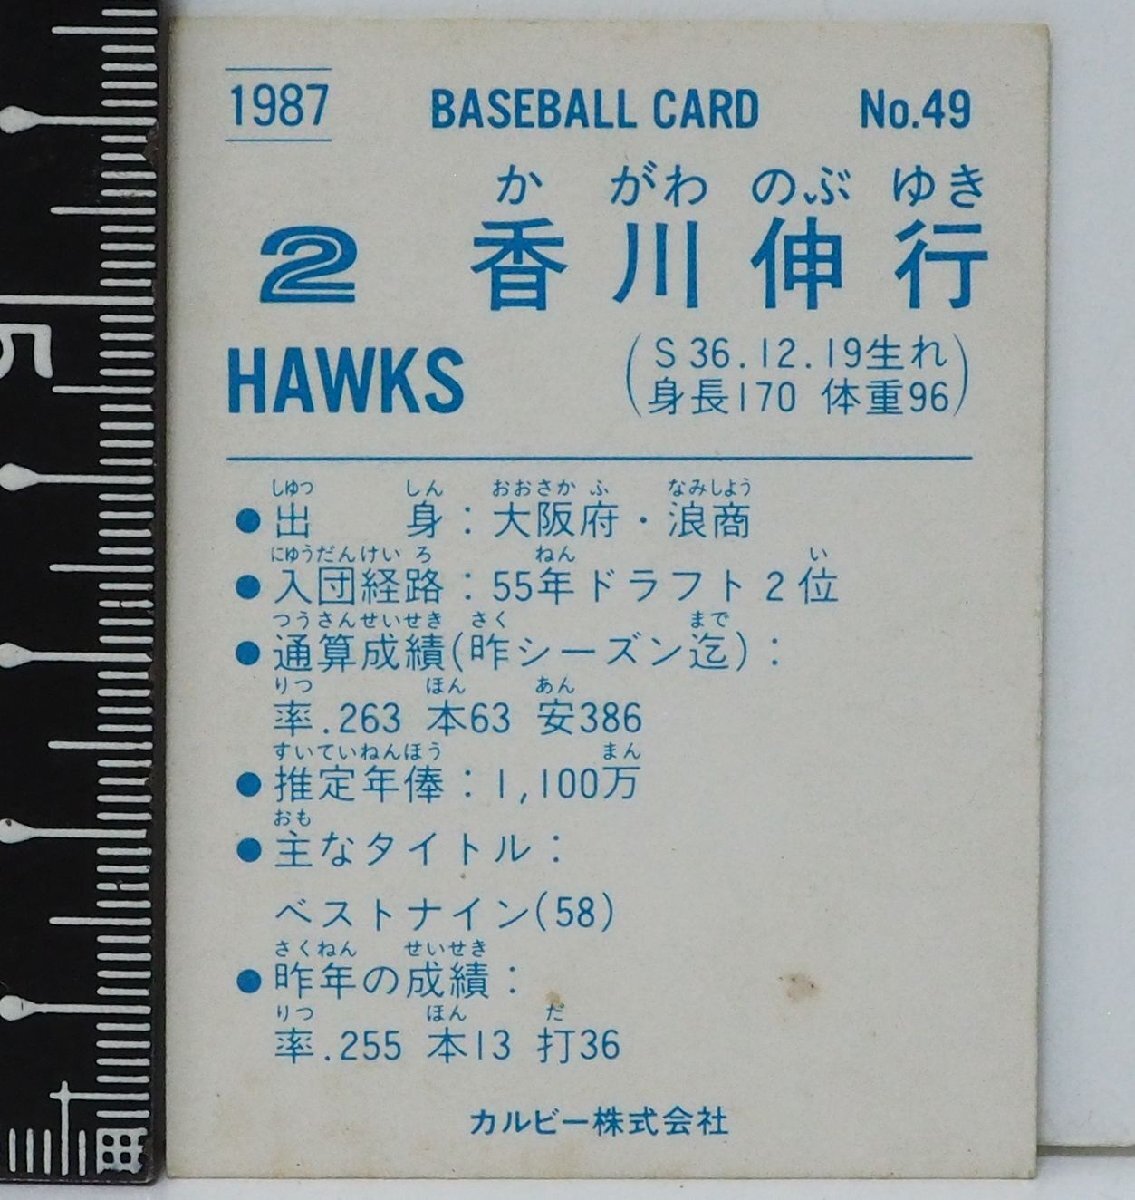 1987 BASEBALL CARD No.49
か がわ のぶ ゆき
2 香川伸行
HAWKS
(S36.12.19生れ
身長170 体重96)
しゅつ しん おおさか ふ なみしよう
●出 身：大阪府・浪商
にゆうだんけい ろ ねん い
●入団経路：55年ドラフト2位
つうさんせいせき さく まで
●通算成績(昨シーズン迄)：
りつ ほん あん
率.263 本63 安386
すいていねんぽう まん
●推定年俸：1,100万
おも
●主なタイトル：
ベストナイン(58)
さくねん せいせき
●昨年の成績：
りつ ほん だ
率.255 本13 打36
カルビー株式会社
5